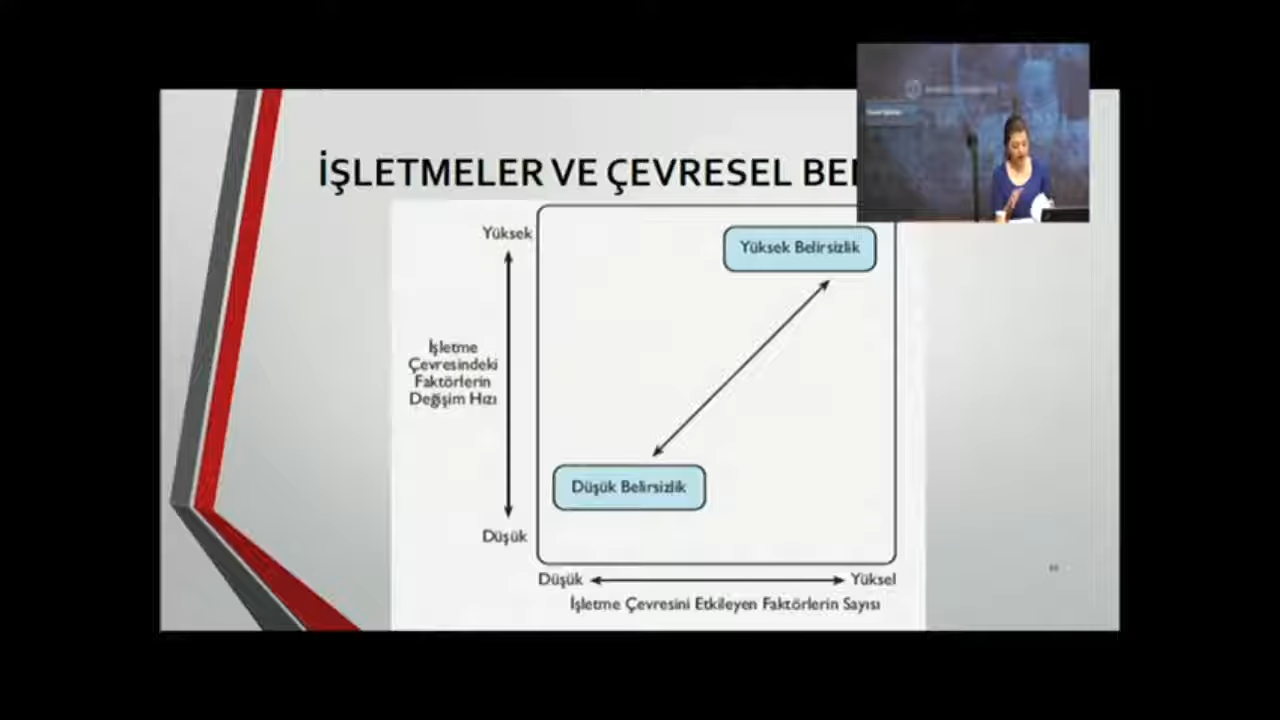 İŞLETMELER VE ÇEVRESEL
Yüksek
Yüksek Belirsizlik
İşletme
Çevresindeki
Faktörlerin
Değişim Hızı
Düşük Belirsizlik
Düşük
Düşük
Yüksel
İşletme Çevresini Etkileyen Faktörlerin Sayısı